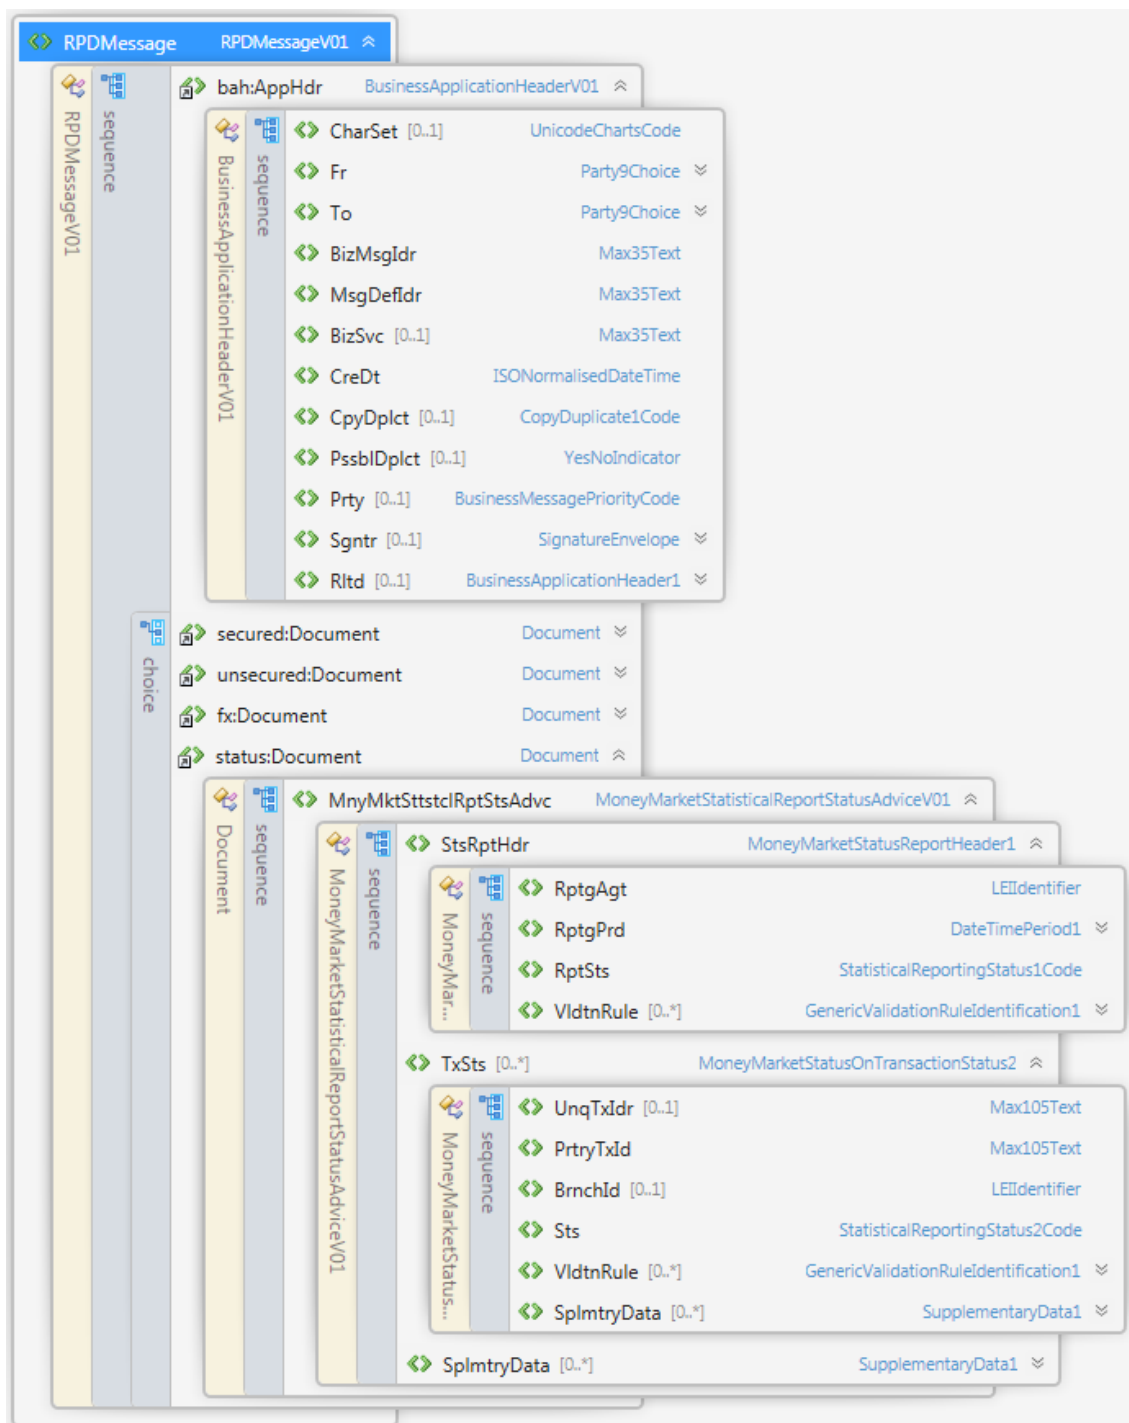 RPDMessage RPDMessageV01
RPDMessageV01
sequence
bah:AppHdr BusinessApplicationHeaderV01
BusinessApplicationHeaderV01
sequence
CharSet [0..1] UnicodeChartsCode
Fr Party9Choice
To Party9Choice
BizMsgIdr Max35Text
MsgDefIdr Max35Text
BizSvc [0..1] Max35Text
CreDt ISONormalisedDateTime
CpyDplct [0..1] CopyDuplicate1Code
PssblDplct [0..1] YesNoIndicator
Prty [0..1] BusinessMessagePriorityCode
Sgntr [0..1] SignatureEnvelope
Rltd [0..1] BusinessApplicationHeader1
choice
secured:Document Document
unsecured:Document Document
fx:Document Document
status:Document Document
Document
sequence
MnyMktSttstclRptStsAdvc MoneyMarketStatisticalReportStatusAdviceV01
MoneyMarketStatisticalReportStatusAdviceV01
sequence
StsRptHdr MoneyMarketStatusReportHeader1
MoneyMar...
sequence
RptgAgt LEIIdentifier
RptgPrd DateTimePeriod1
RptSts StatisticalReportingStatus1Code
VldtnRule [0..*] GenericValidationRuleIdentification1
TxSts [0..*] MoneyMarketStatusOnTransactionStatus2
MoneyMarketStatus...
sequence
UnqTxIdr [0..1] Max105Text
PrtryTxId Max105Text
BrnchId [0..1] LEIIdentifier
Sts StatisticalReportingStatus2Code
VldtnRule [0..*] GenericValidationRuleIdentification1
SplmtryData [0..*] SupplementaryData1
SplmtryData [0..*] SupplementaryData1